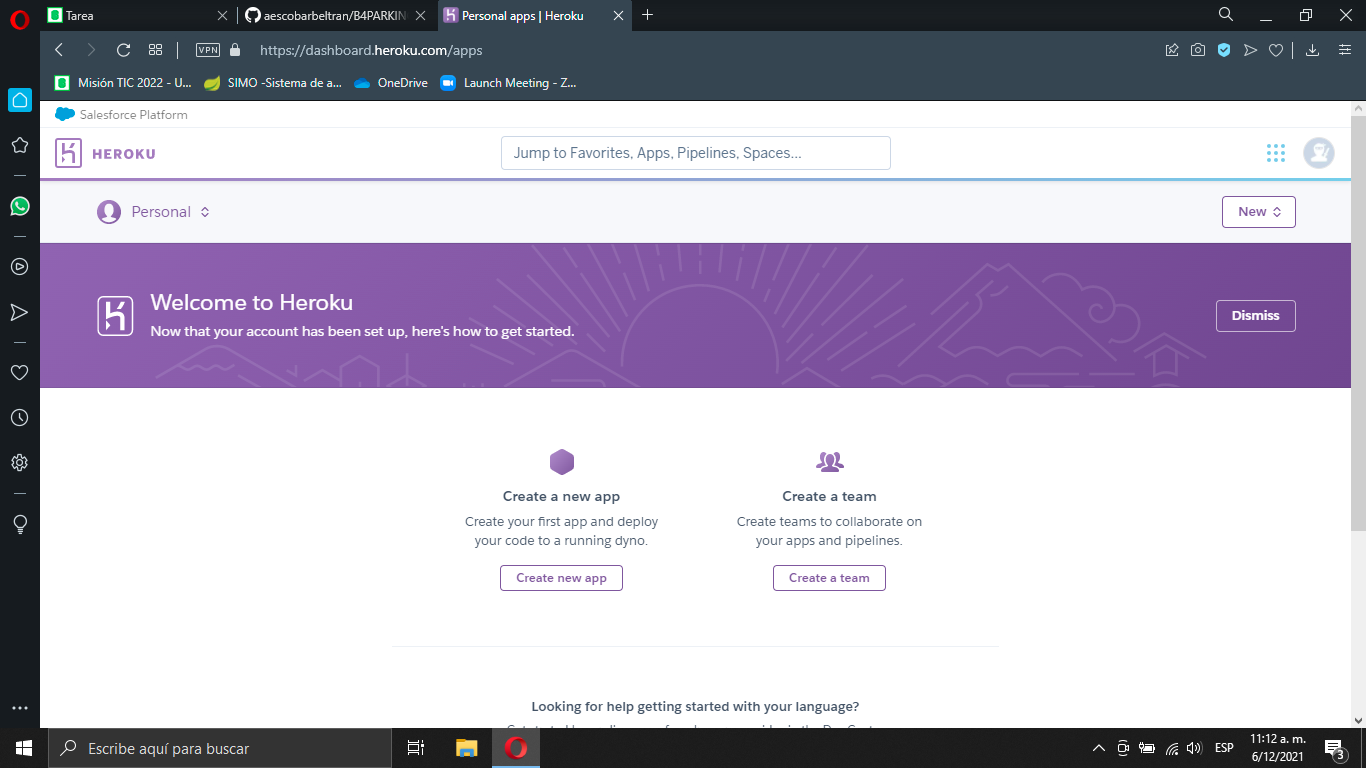 Tarea
aescobarbeltran/B4PARKIN
Personal apps | Heroku
VPN
https://dashboard.heroku.com/apps
Misión TIC 2022 - U...
SIMO -Sistema de a...
OneDrive
Launch Meeting - Z...
Salesforce Platform
HEROKU
Jump to Favorites, Apps, Pipelines, Spaces...
Personal
New
Welcome to Heroku
Now that your account has been set up, here's how to get started.
Dismiss
Create a new app
Create your first app and deploy
your code to a running dyno.
Create new app
Create a team
Create teams to collaborate on
your apps and pipelines.
Create a team
Looking for help getting started with your language?
Escribe aquí para buscar
ESP
11:12 a. m.
6/12/2021
3